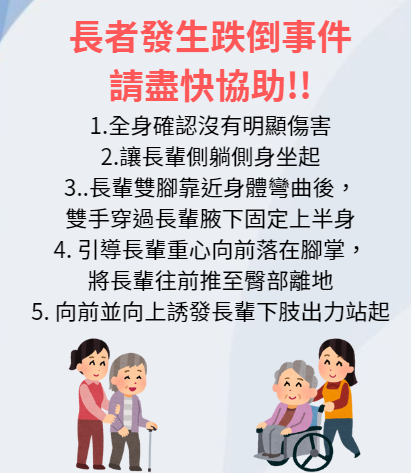 長者發生跌倒事件
請盡快協助!!
1.全身確認沒有明顯傷害
2.讓長輩側躺側身坐起
3..長輩雙腳靠近身體彎曲後，
雙手穿過長輩腋下固定上半身
4. 引導長輩重心向前落在腳掌，
將長輩往前推至臀部離地
5. 向前並向上誘發長輩下肢出力站起